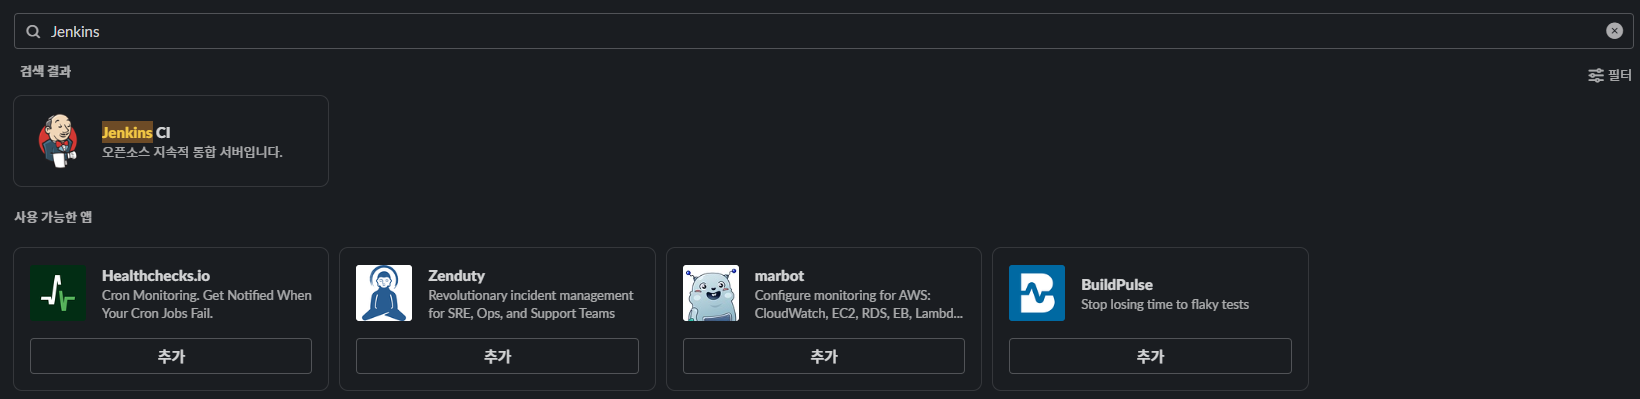 Jenkins
검색 결과
필터
Jenkins CI
오픈소스 지속적 통합 서버입니다.
사용 가능한 앱
Healthchecks.io
Cron Monitoring. Get Notified When
Your Cron Jobs Fail.
추가
Zenduty
Revolutionary incident management
for SRE, Ops, and Support Teams
추가
marbot
Configure monitoring for AWS:
CloudWatch, EC2, RDS, EB, Lambd...
추가
BuildPulse
Stop losing time to flaky tests
추가